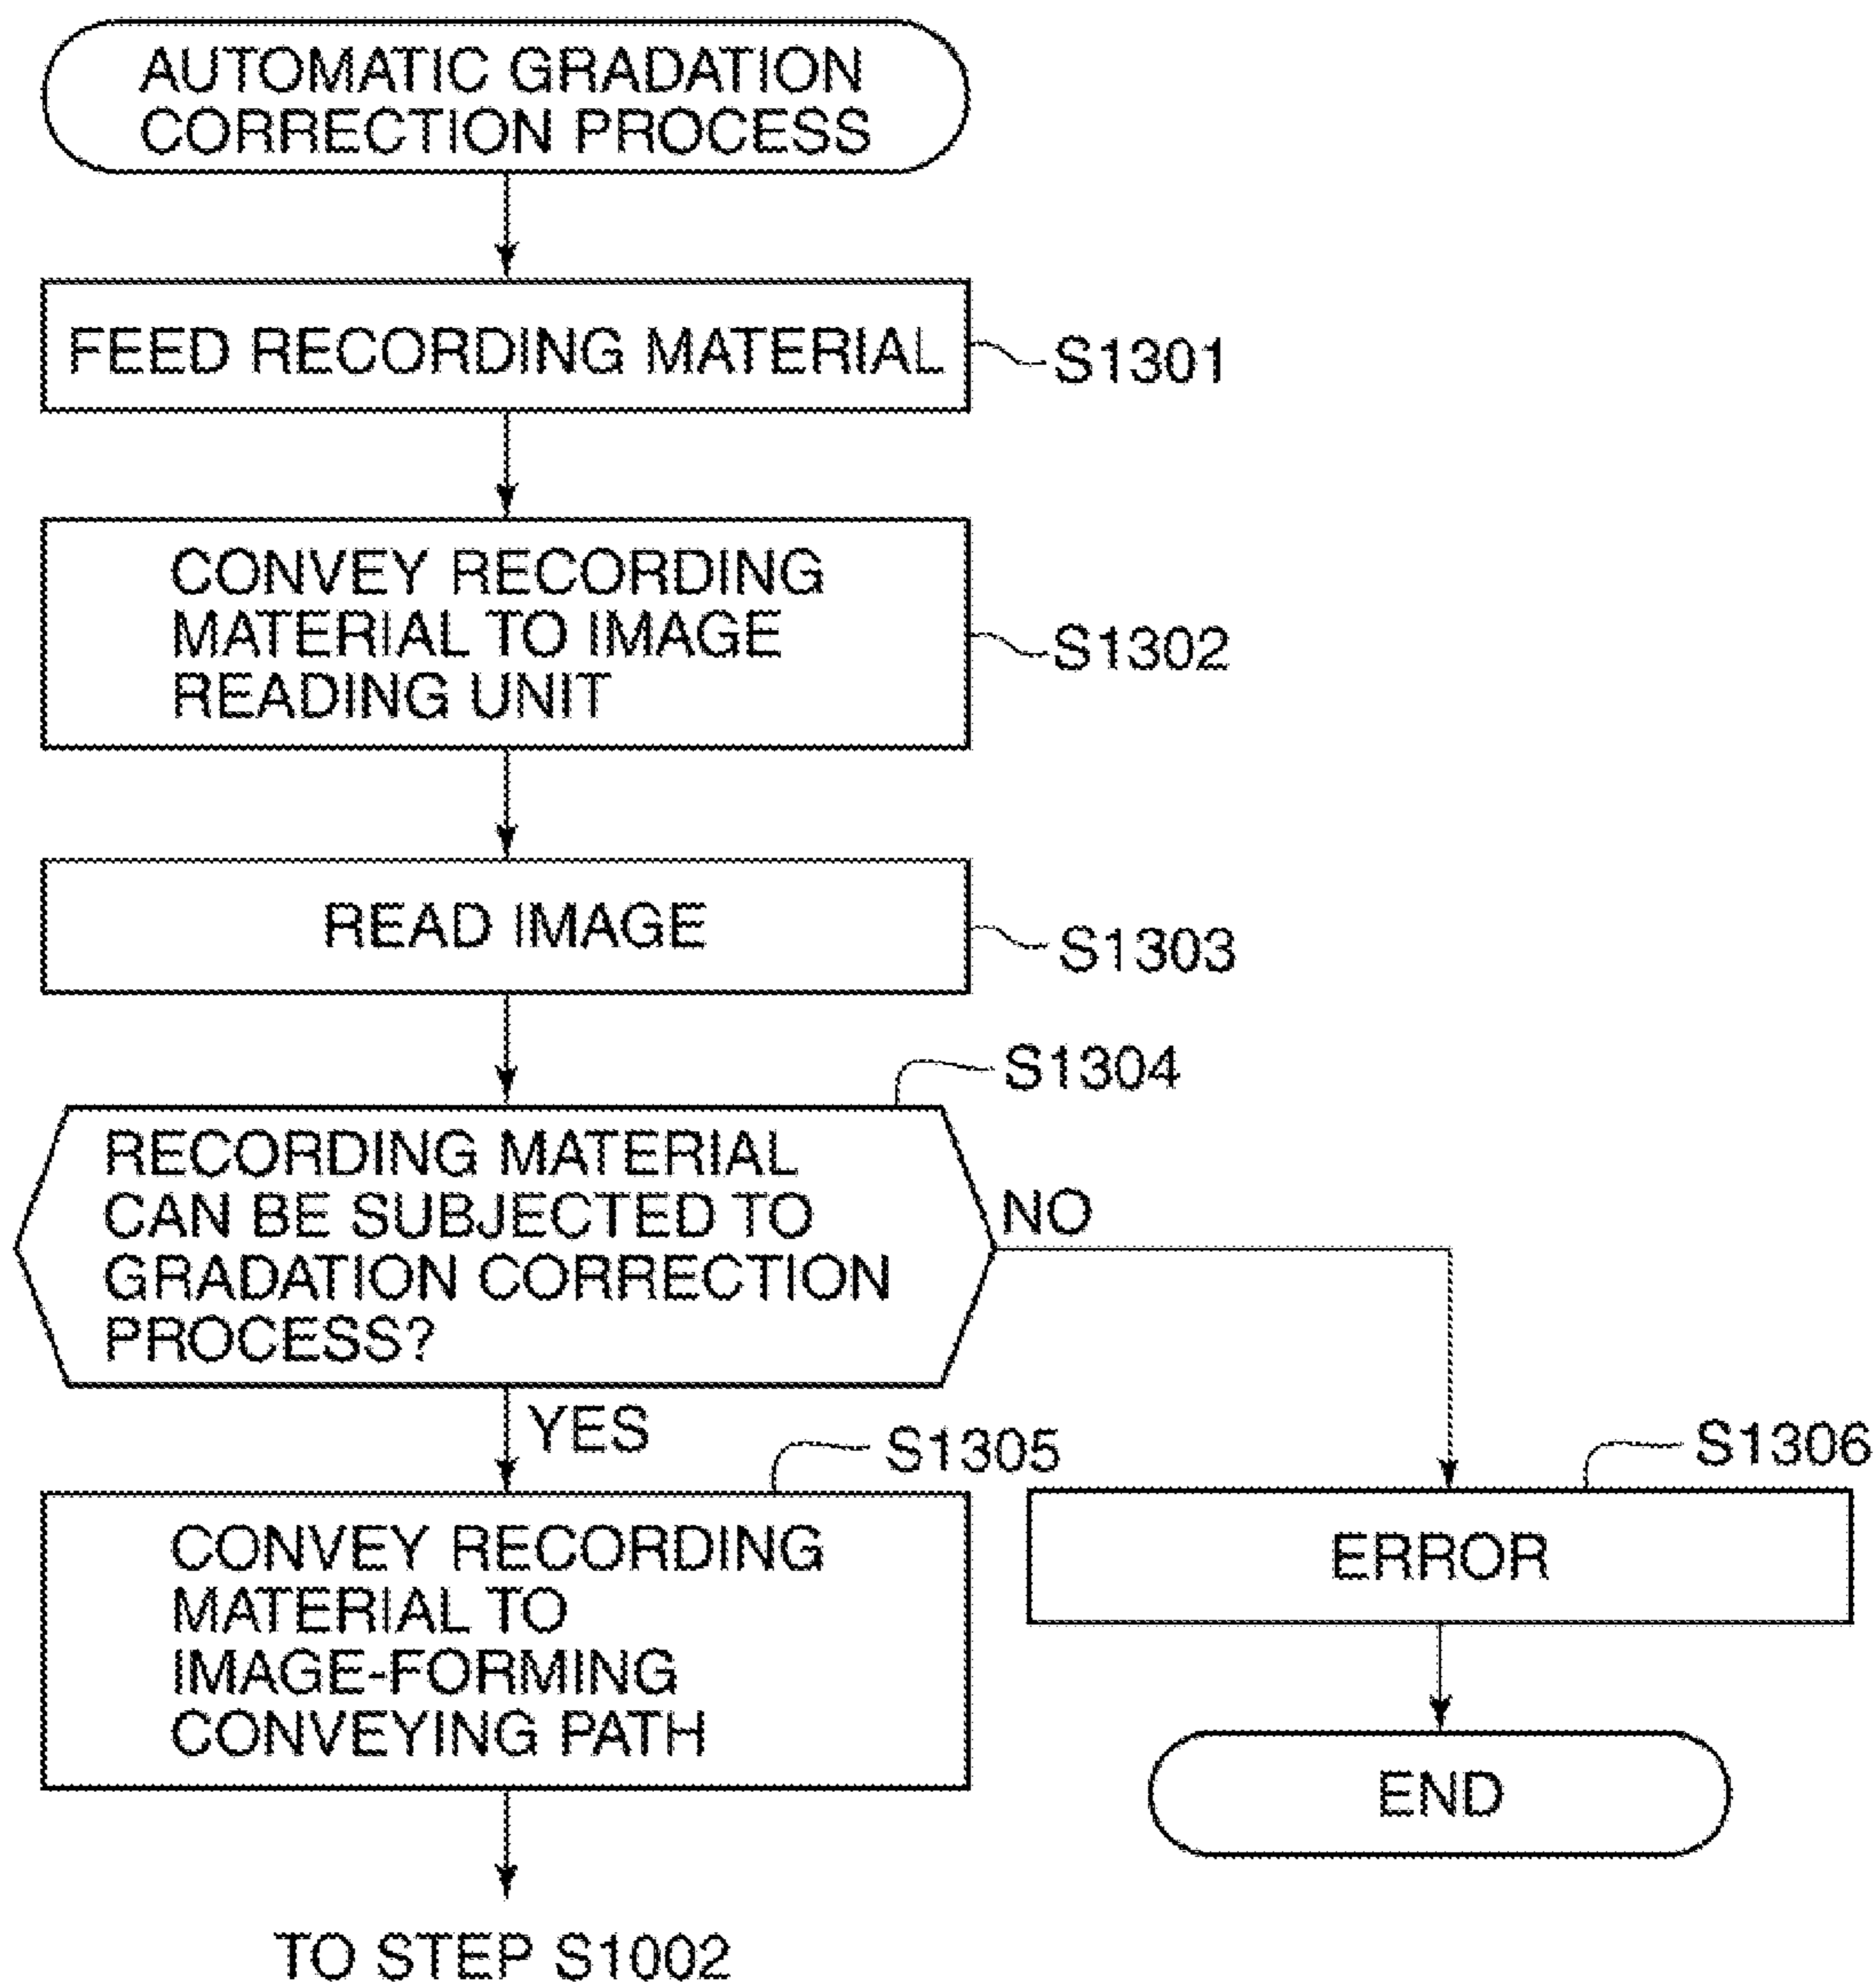 AUTOMATIC GRADATION
CORRECTION PROCESS
FEED RECORDING MATERIAL
S1301
CONVEY RECORDING
MATERIAL TO IMAGE
READING UNIT
S1302
READ IMAGE
S1303
S1304
RECORDING MATERIAL
CAN BE SUBJECTED TO
GRADATION CORRECTION
PROCESS?
NO
YES
S1305
CONVEY RECORDING
MATERIAL TO
IMAGE-FORMING
CONVEYING PATH
S1306
ERROR
END
TO STEP S1002